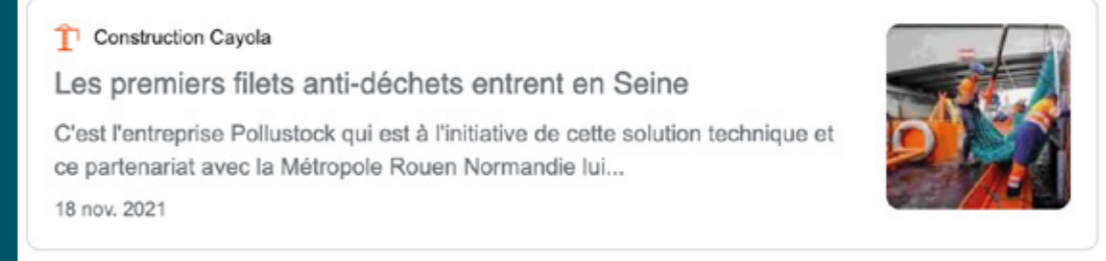 Construction Cayola
Les premiers filets anti-déchets entrent en Seine
C'est l'entreprise Pollustock qui est à l'initiative de cette solution technique et
ce partenariat avec la Métropole Rouen Normandie lui...
18 nov. 2021